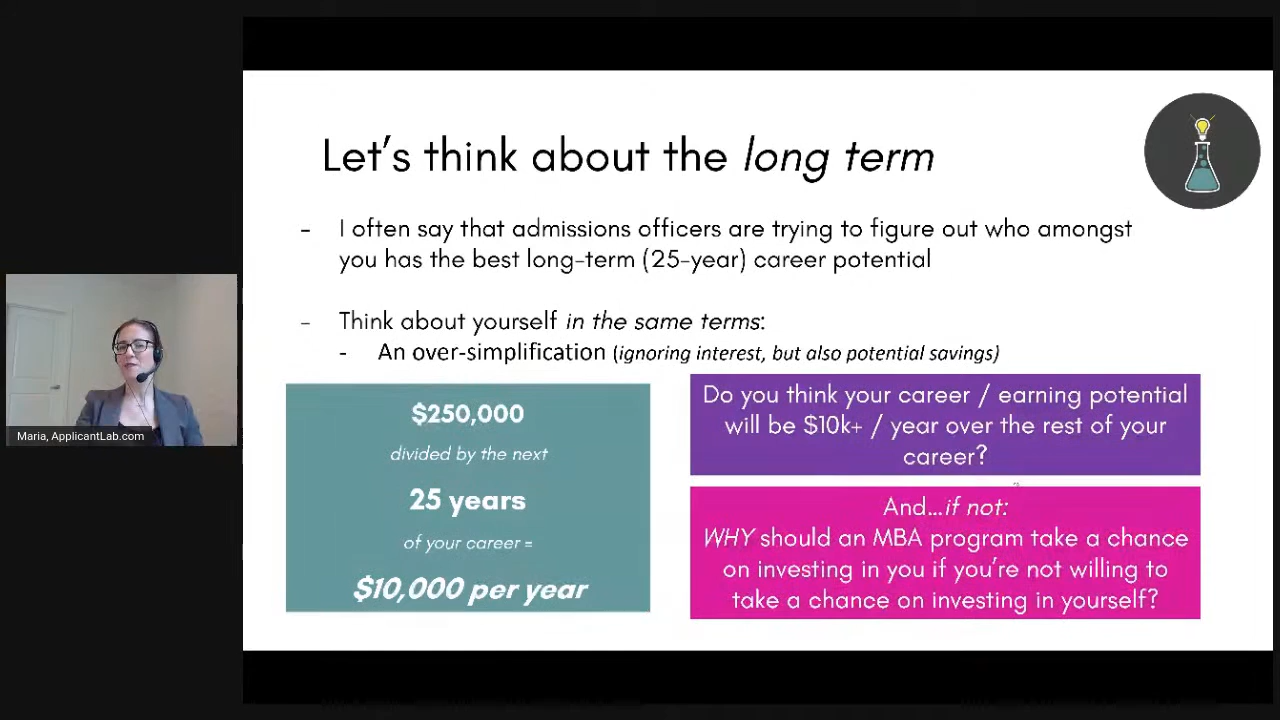 Let's think about the long term
- I often say that admissions officers are trying to figure out who amongst
you has the best long-term (25-year) career potential
- Think about yourself in the same terms:
- An over-simplification (ignoring interest, but also potential savings)
$250,000
divided by the next
25 years
of your career =
$10,000 per year
Do you think your career / earning potential
will be $10k+ / year over the rest of your
career?
And...if not:
WHY should an MBA program take a chance
on investing in you if you're not willing to
take a chance on investing in yourself?
Maria, ApplicantLab.com